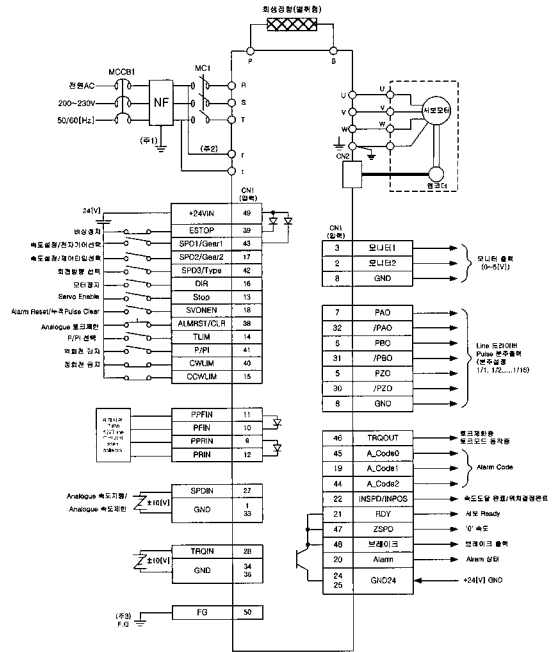 회생저항(별취형)
P
B
MCCB1
MC1
전원AC
200~230V
50/60[Hz]
NF
R
S
T
(주1)
(주2)
r
t
U
V
W
U
V
W
서보모터
CN2
엔코더
CN1
(입력)
24[V]
+24VIN 49
비상정지 ESTOP 39
속도설정/전자기어선택 SPD1/Gear1 43
속도설정/제어타입선택 SPD2/Gear2 17
회전방향 선택 SPD3/Type 42
모터정지 DIR 16
Servo Enable Stop 13
Alarm Reset/누적Pulse Clear SVONEN 18
Analogue 토크제한 ALMRST/CLR 38
P/PI 선택 TLIM 14
역회전 금지 P/PI 41
정회전 금지 CWLIM 40
CCWLIM 15
PPFIN 11
PFIN 10
PPRIN 9
PRIN 12
Analogue 속도지령/
Analogue 속도제한
±10[V]
SPDIN 27
GND 1
33
±10[V]
TRQIN 28
GND 34
36
(주3)
F.G
FG 50
CN1
(입력)
3 모니터1
2 모니터2
8 GND
모니터 출력
(0~5[V])
7 PAO
32 /PAO
6 PBO
31 /PBO
5 PZO
30 /PZO
8 GND
Line 드라이버
Pulse 분주출력
(분주설정
1/1, 1/2,....1/16)
46 TRQOUT
토크제한중
토크모드 동작중
45 A_Code0
19 A_Code1
44 A_Code2
Alarm Code
22 INSPD/INPOS 속도도달 완료/위치결정완료
21 RDY 서보 Ready
47 ZSPD '0' 속도
48 브레이크 브레이크 출력
20 Alarm Alarm 상태
24
25 GND24 +24[V] GND